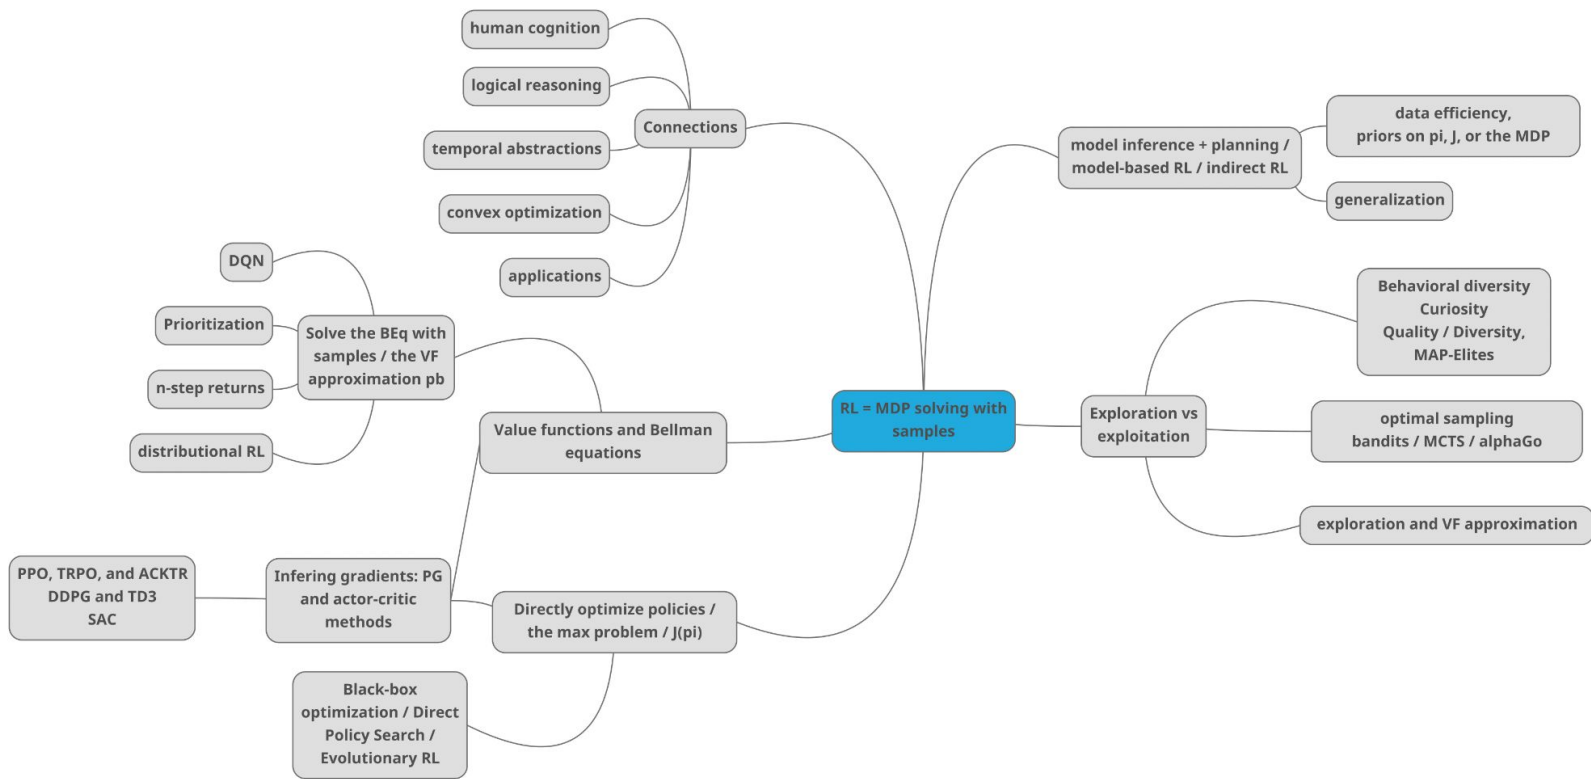 human cognition
logical reasoning
temporal abstractions
convex optimization
applications
Connections
model inference + planning /
model-based RL / indirect RL
data efficiency,
priors on pi, J, or the MDP
generalization
DQN
Prioritization
n-step returns
distributional RL
Solve the BEq with
samples / the VF
approximation pb
Value functions and Bellman
equations
RL = MDP solving with
samples
Exploration vs
exploitation
Behavioral diversity
Curiosity
Quality / Diversity,
MAP-Elites
optimal sampling
bandits / MCTS / alphaGo
exploration and VF approximation
PPO, TRPO, and ACKTR
DDPG and TD3
SAC
Infering gradients: PG
and actor-critic
methods
Directly optimize policies /
the max problem / J(pi)
Black-box
optimization / Direct
Policy Search /
Evolutionary RL